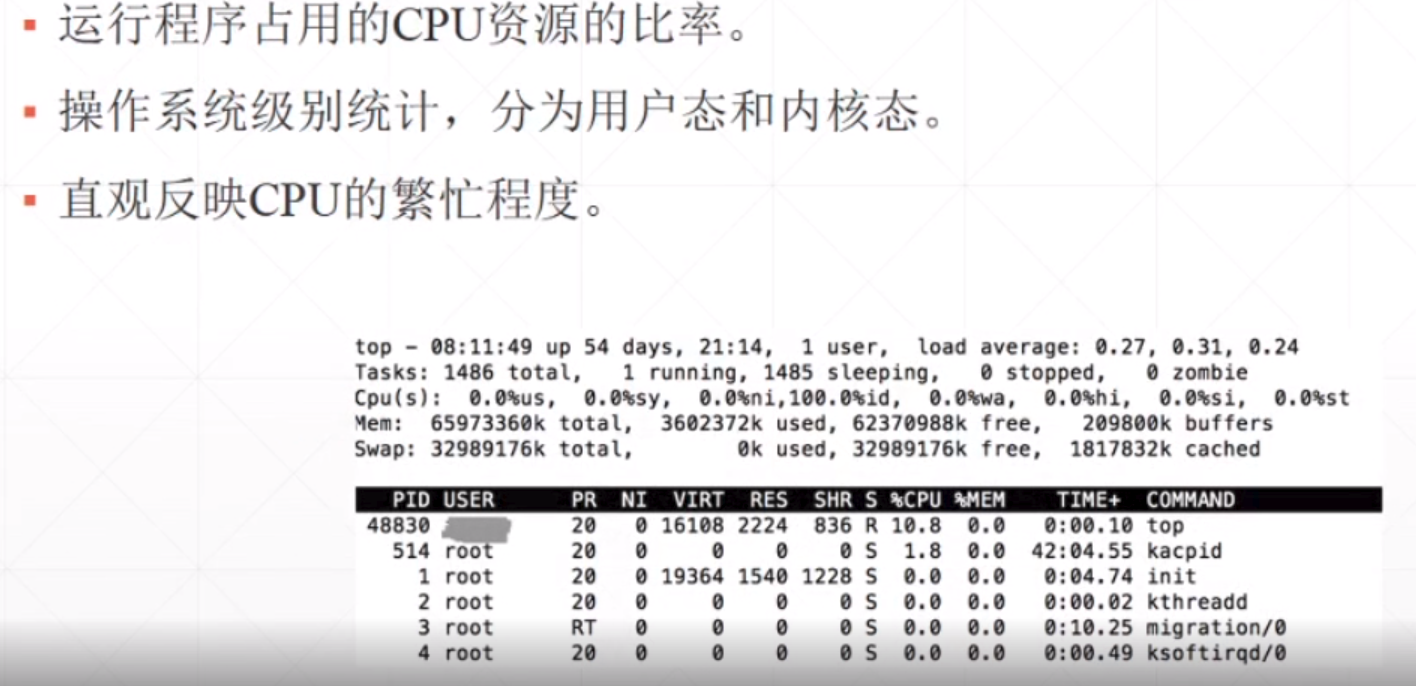 ▪ 运行程序占用的CPU资源的比率。
▪ 操作系统级别统计，分为用户态和内核态。
▪ 直观反映CPU的繁忙程度。
top - 08:11:49 up 54 days, 21:14,  1 user,  load average: 0.27, 0.31, 0.24
Tasks: 1486 total,   1 running, 1485 sleeping,   0 stopped,   0 zombie
Cpu(s):  0.0%us,  0.0%sy,  0.0%ni,100.0%id,  0.0%wa,  0.0%hi,  0.0%si,  0.0%st
Mem:  65973360k total,  3602372k used, 62370988k free,   209800k buffers
Swap: 32989176k total,        0k used, 32989176k free,  1817832k cached
PID USER      PR  NI  VIRT  RES  SHR S %CPU %MEM    TIME+  COMMAND
48830           20   0 16108 2224  836 R 10.8  0.0   0:00.10 top
514 root      20   0     0    0    0 S  1.8  0.0  42:04.55 kacpid
1 root      20   0 19364 1540 1228 S  0.0  0.0   0:04.74 init
2 root      20   0     0    0    0 S  0.0  0.0   0:00.02 kthreadd
3 root      RT   0     0    0    0 S  0.0  0.0   0:10.25 migration/0
4 root      20   0     0    0    0 S  0.0  0.0   0:00.49 ksoftirqd/0